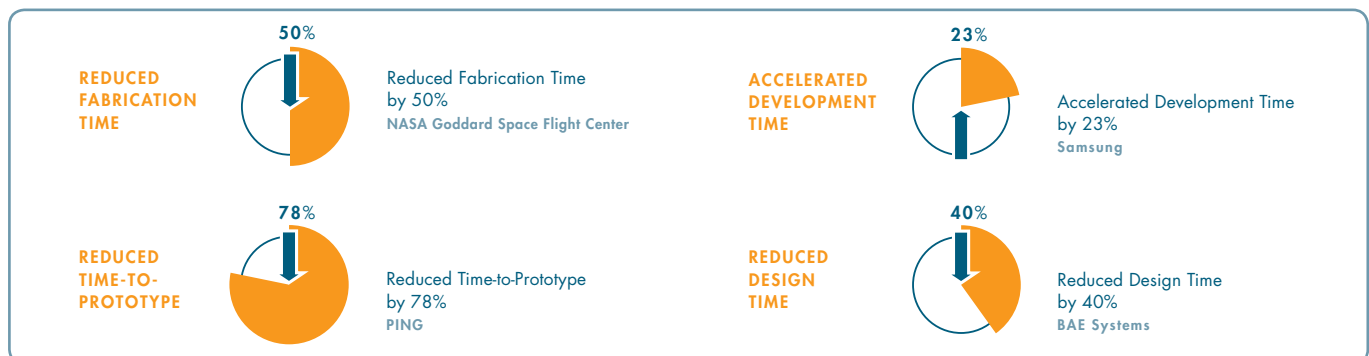 50%
REDUCED
FABRICATION
TIME
Reduced Fabrication Time
by 50%
NASA Goddard Space Flight Center
23%
ACCELERATED
DEVELOPMENT
TIME
Accelerated Development Time
by 23%
Samsung
78%
REDUCED
TIME-TO-
PROTOTYPE
Reduced Time-to-Prototype
by 78%
PING
40%
REDUCED
DESIGN
TIME
Reduced Design Time
by 40%
BAE Systems